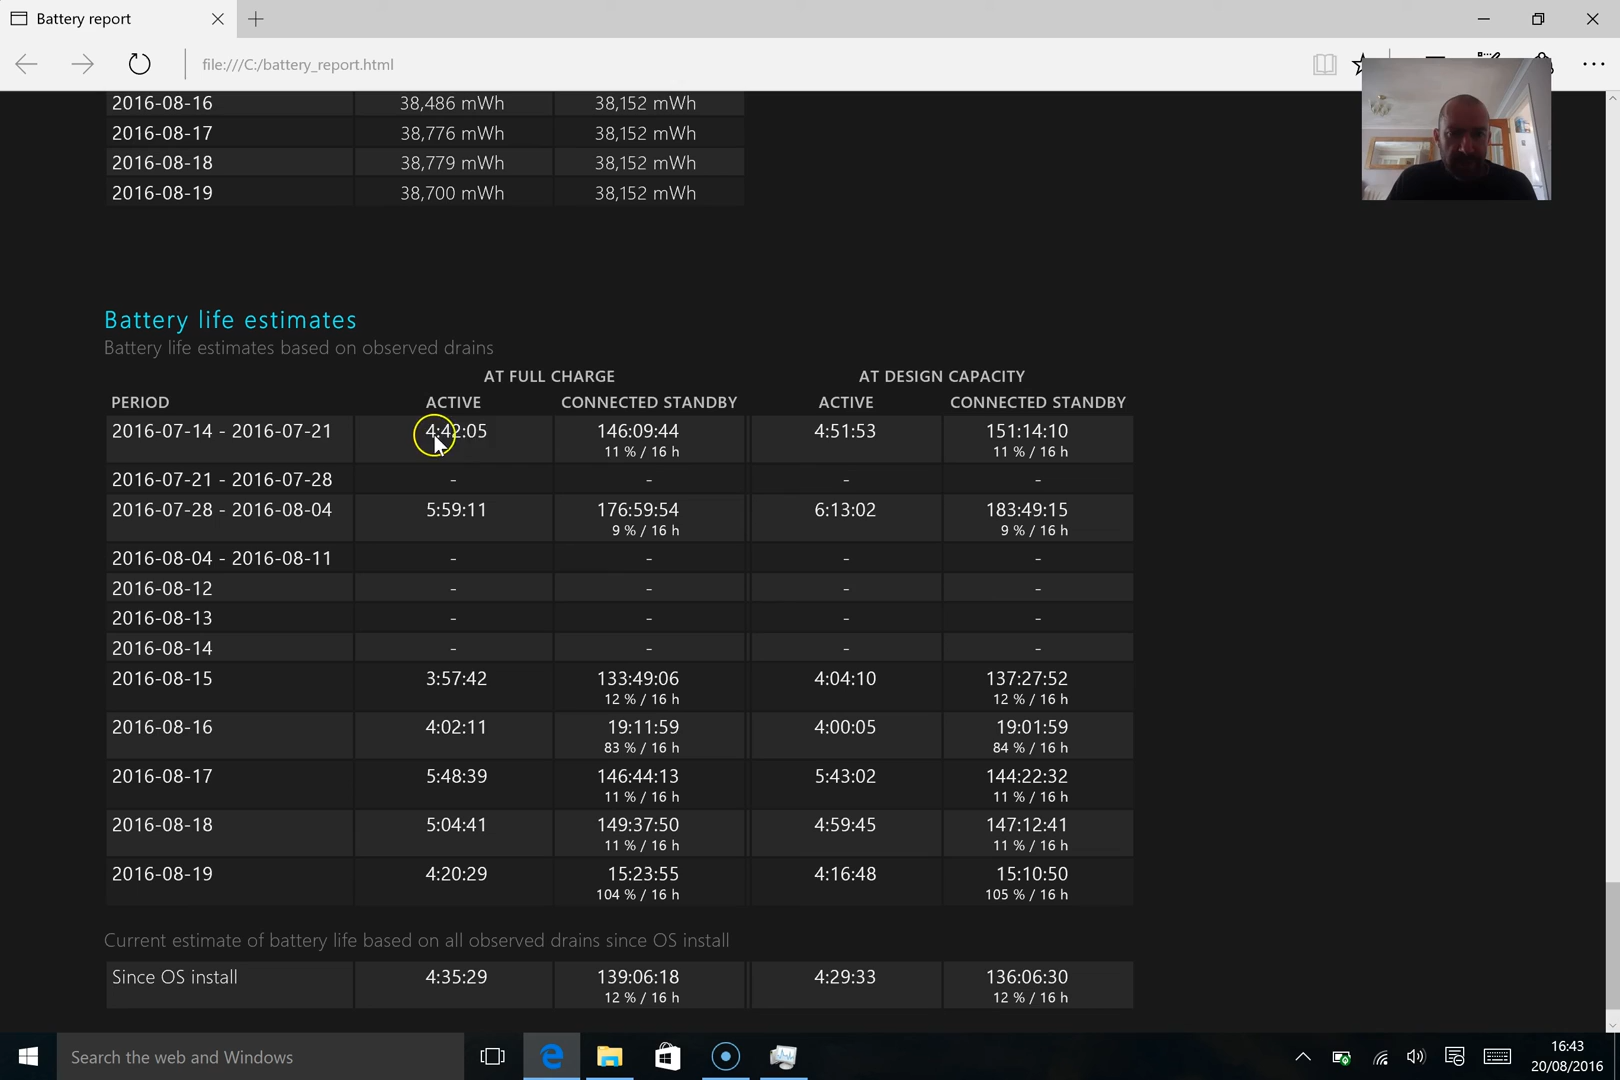 Battery report
file:///C:/battery_report.html
2016-08-16 38,486 mWh 38,152 mWh
2016-08-17 38,776 mWh 38,152 mWh
2016-08-18 38,779 mWh 38,152 mWh
2016-08-19 38,700 mWh 38,152 mWh
Battery life estimates
Battery life estimates based on observed drains
AT FULL CHARGE AT DESIGN CAPACITY
PERIOD ACTIVE CONNECTED STANDBY ACTIVE CONNECTED STANDBY
2016-07-14 - 2016-07-21 4:42:05 146:09:44 4:51:53 151:14:10
11 % / 16 h 11 % / 16 h
2016-07-21 - 2016-07-28 - - - -
2016-07-28 - 2016-08-04 5:59:11 176:59:54 6:13:02 183:49:15
9 % / 16 h 9 % / 16 h
2016-08-04 - 2016-08-11 - - - -
2016-08-12 - - - -
2016-08-13 - - - -
2016-08-14 - - - -
2016-08-15 3:57:42 133:49:06 4:04:10 137:27:52
12 % / 16 h 12 % / 16 h
2016-08-16 4:02:11 19:11:59 4:00:05 19:01:59
83 % / 16 h 84 % / 16 h
2016-08-17 5:48:39 146:44:13 5:43:02 144:22:32
11 % / 16 h 11 % / 16 h
2016-08-18 5:04:41 149:37:50 4:59:45 147:12:41
11 % / 16 h 11 % / 16 h
2016-08-19 4:20:29 15:23:55 4:16:48 15:10:50
104 % / 16 h 105 % / 16 h
Current estimate of battery life based on all observed drains since OS install
Since OS install 4:35:29 139:06:18 4:29:33 136:06:30
12 % / 16 h 12 % / 16 h
Search the web and Windows
16:43
20/08/2016